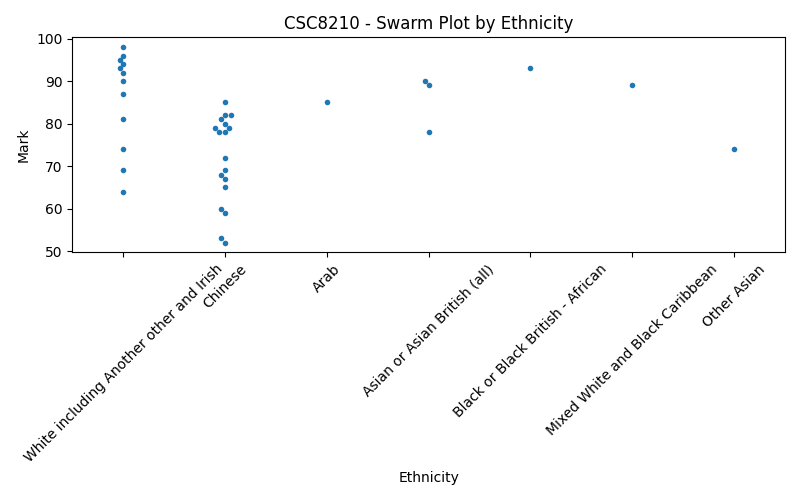 CSC8210 - Swarm Plot by Ethnicity
Mark
100
90
80
70
60
50
White including Another other and Irish
Chinese
Arab
Asian or Asian British (all)
Black or Black British - African
Mixed White and Black Caribbean
Other Asian
Ethnicity